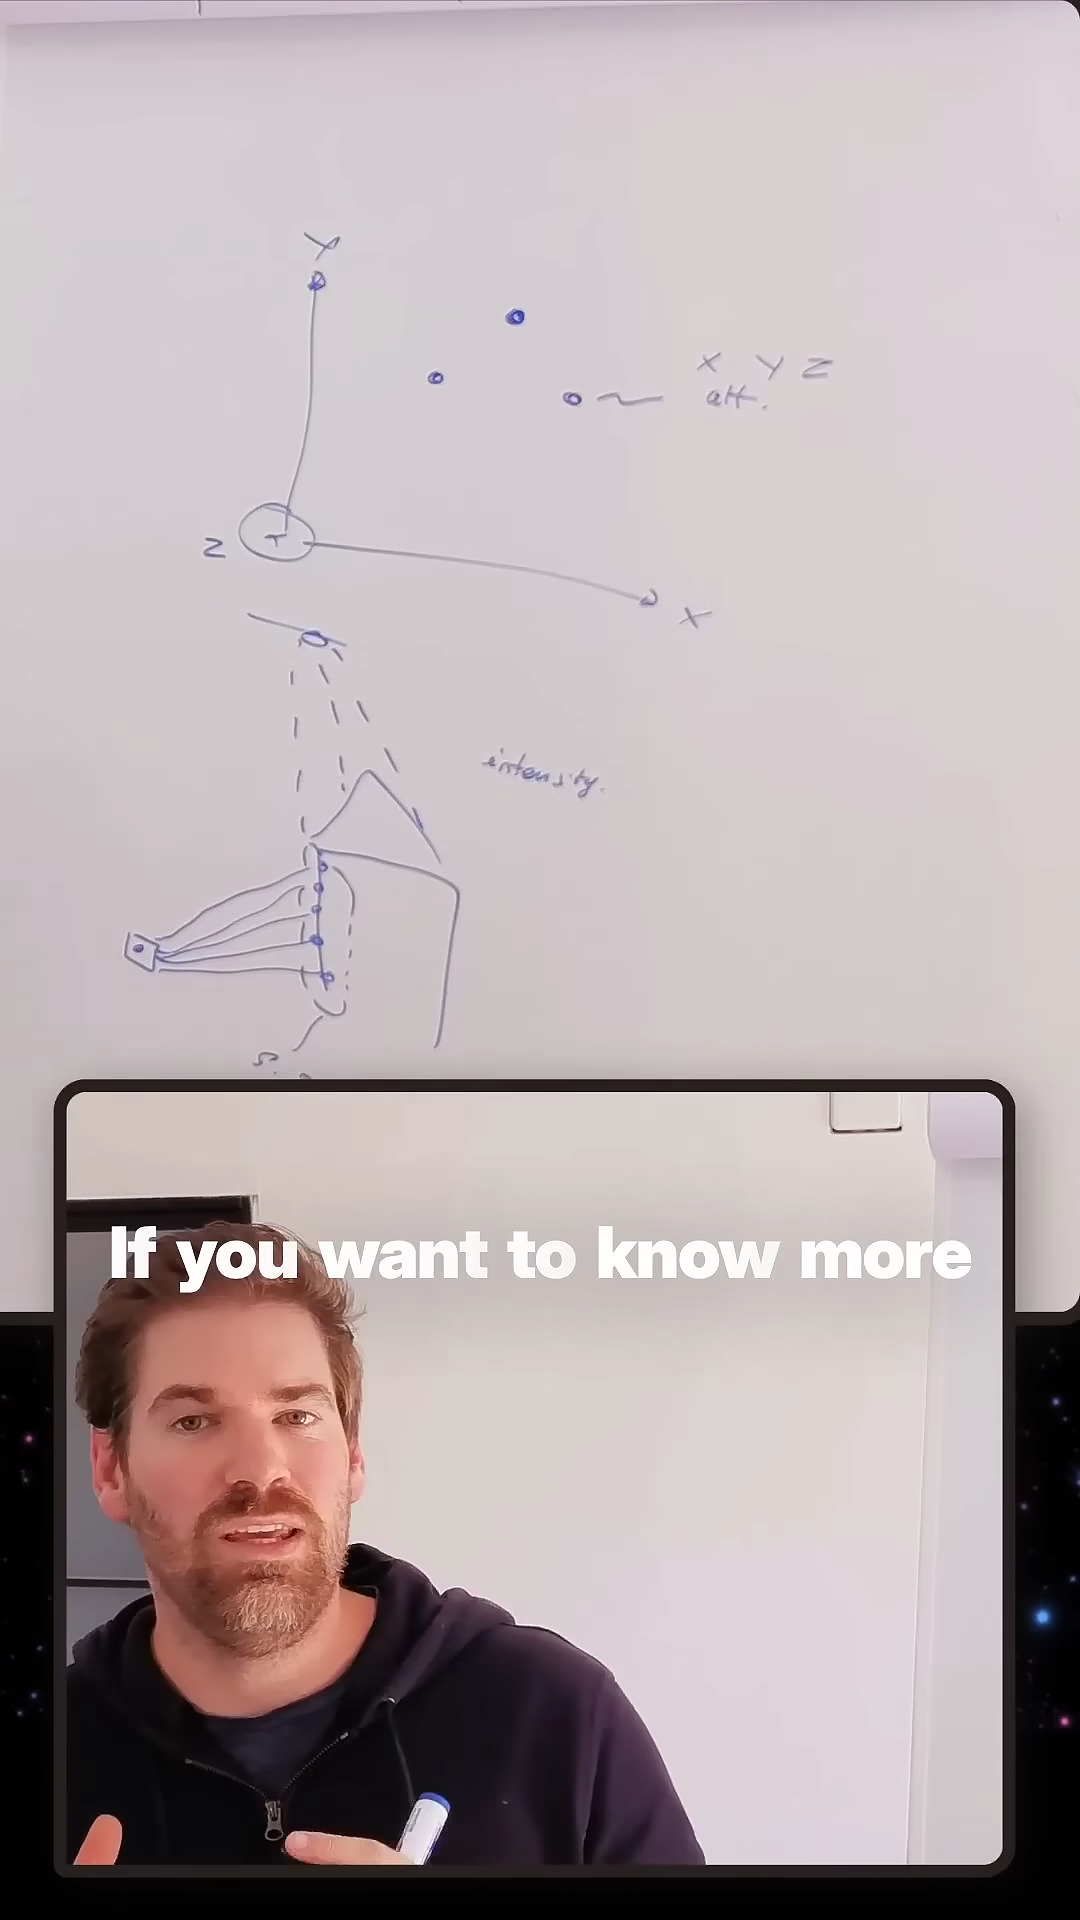 Y
X Y Z
att.
Z
X
intensity.
If you want to know more